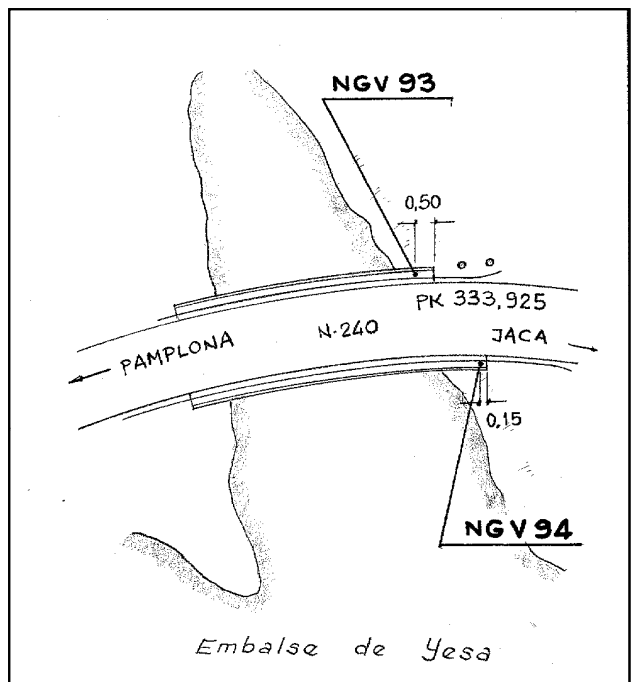 NGV 93
0,50
PK 333,925
N-240
JACA
PAMPLONA
0,15
NGV 94
Embalse de Yesa